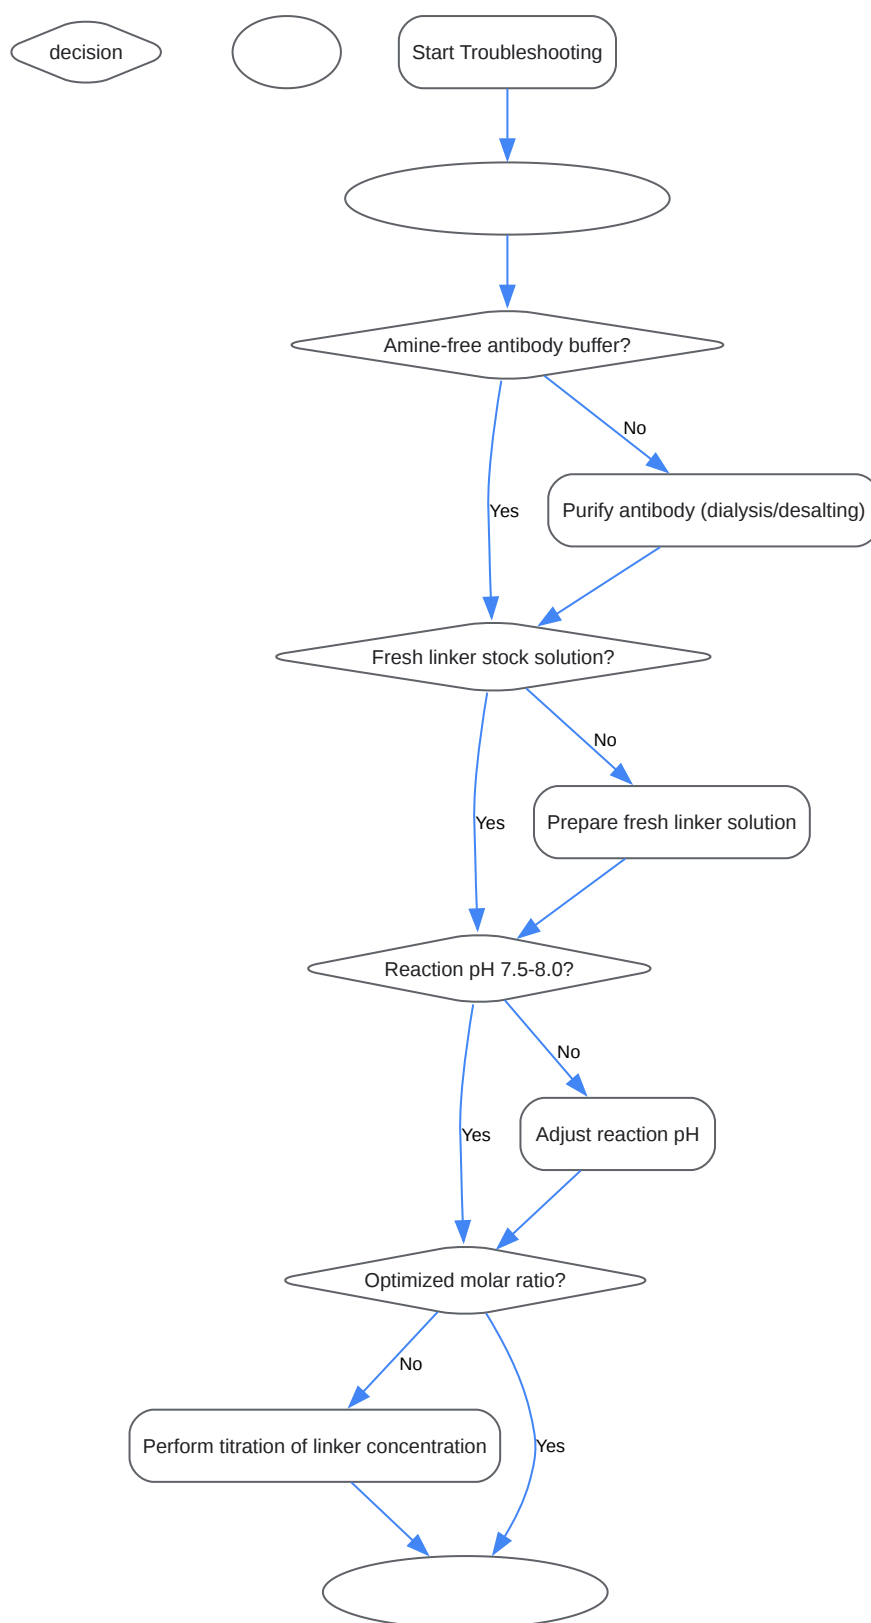 decision
Start Troubleshooting
Amine-free antibody buffer?
No
Yes
Purify antibody (dialysis/desalting)
Fresh linker stock solution?
No
Yes
Prepare fresh linker solution
Reaction pH 7.5-8.0?
No
Yes
Adjust reaction pH
Optimized molar ratio?
No
Yes
Perform titration of linker concentration